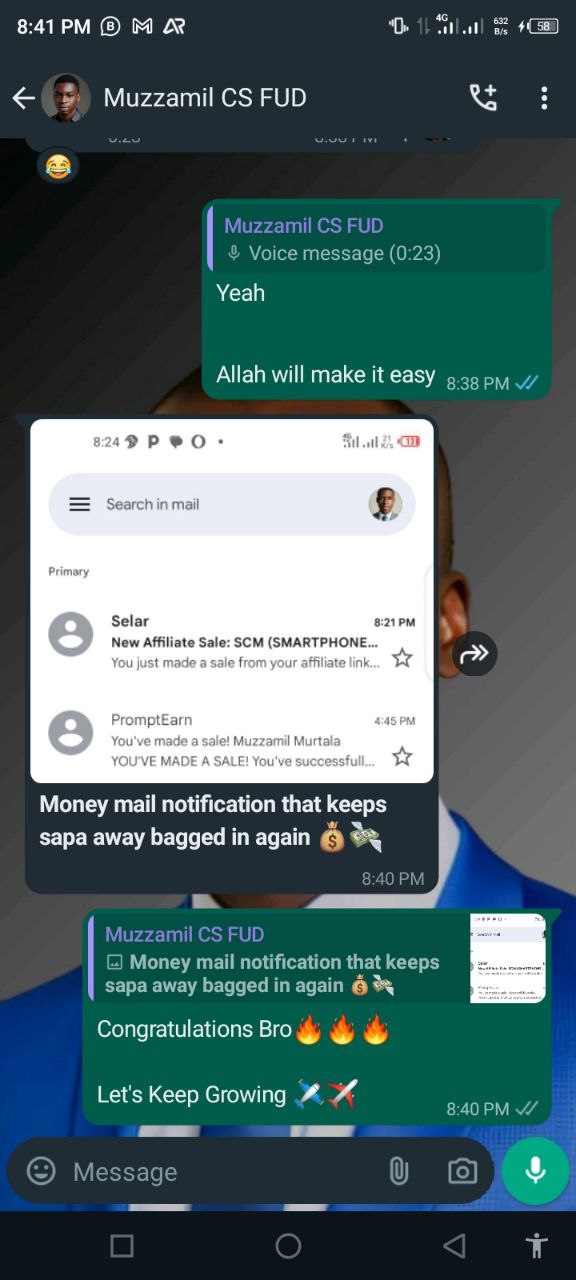 8:41 PM
4G
632
B/s
58
Muzzamil CS FUD
Muzzamil CS FUD
Voice message (0:23)
Yeah
Allah will make it easy
8:38 PM
8:24
21
K/s
13
Search in mail
Primary
Selar
8:21 PM
New Affiliate Sale: SCM (SMARTPHONE...
You just made a sale from your affiliate link...
PromptEarn
4:45 PM
You've made a sale! Muzzamil Murtala
YOU'VE MADE A SALE! You've successfull...
Money mail notification that keeps
sapa away bagged in again 💰💸
8:40 PM
Muzzamil CS FUD
Money mail notification that keeps
sapa away bagged in again 💰💸
Congratulations Bro🔥🔥🔥
Let's Keep Growing
8:40 PM
Message